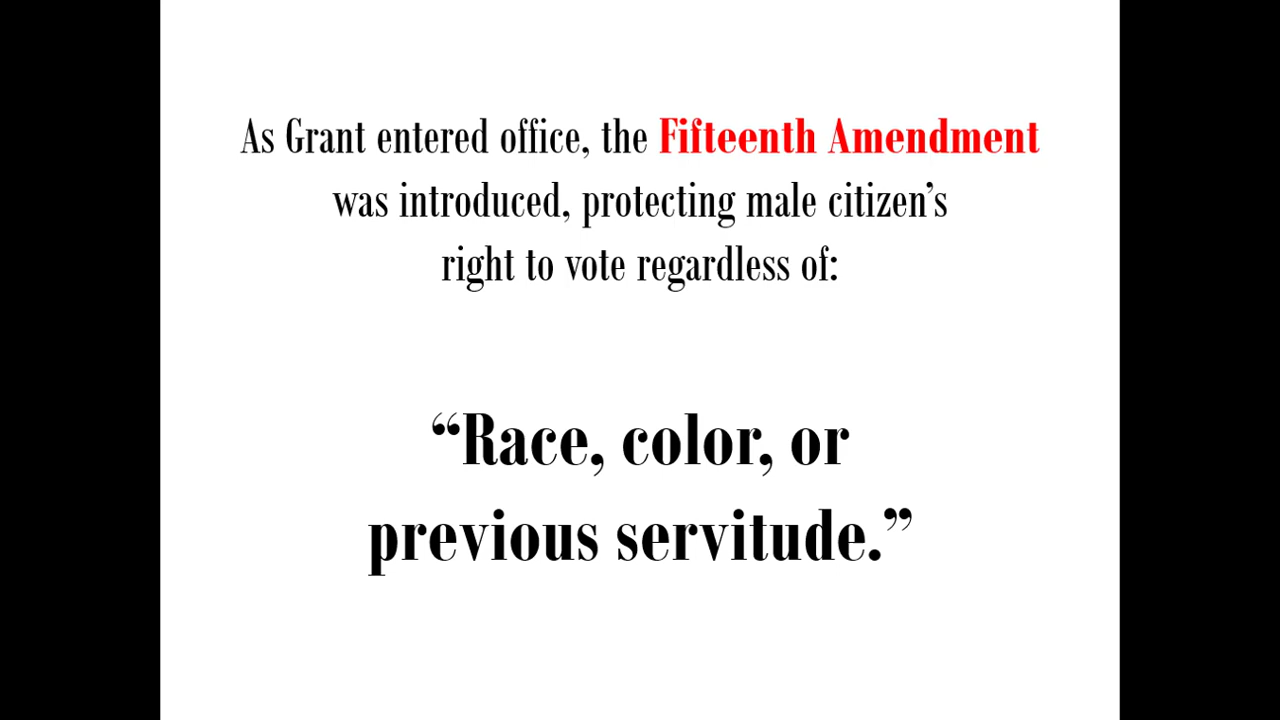 As Grant entered office, the Fifteenth Amendment
was introduced, protecting male citizen’s
right to vote regardless of:
“Race, color, or
previous servitude.”